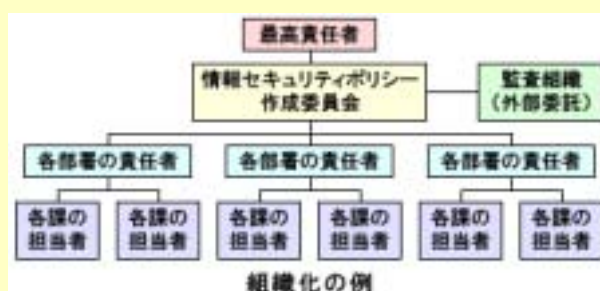 最高責任者
情報セキュリティポリシー
作成委員会
監査組織
（外部委託）
各部署の責任者
各部署の責任者
各部署の責任者
各課の
担当者
各課の
担当者
各課の
担当者
各課の
担当者
各課の
担当者
各課の
担当者
組織化の例